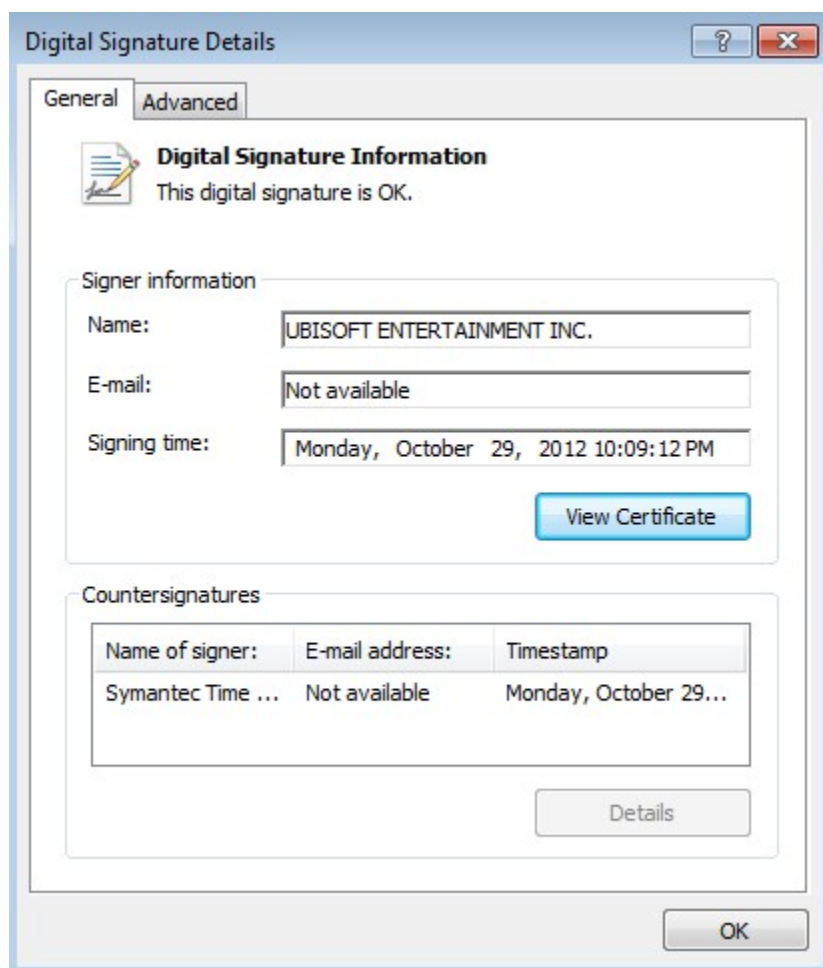 Digital Signature Details
General
Advanced
Digital Signature Information
This digital signature is OK.
Signer information
Name:
UBISOFT ENTERTAINMENT INC.
E-mail:
Not available
Signing time:
Monday, October 29, 2012 10:09:12 PM
View Certificate
Countersignatures
Name of signer: E-mail address: Timestamp
Symantec Time ... Not available Monday, October 29...
Details
OK